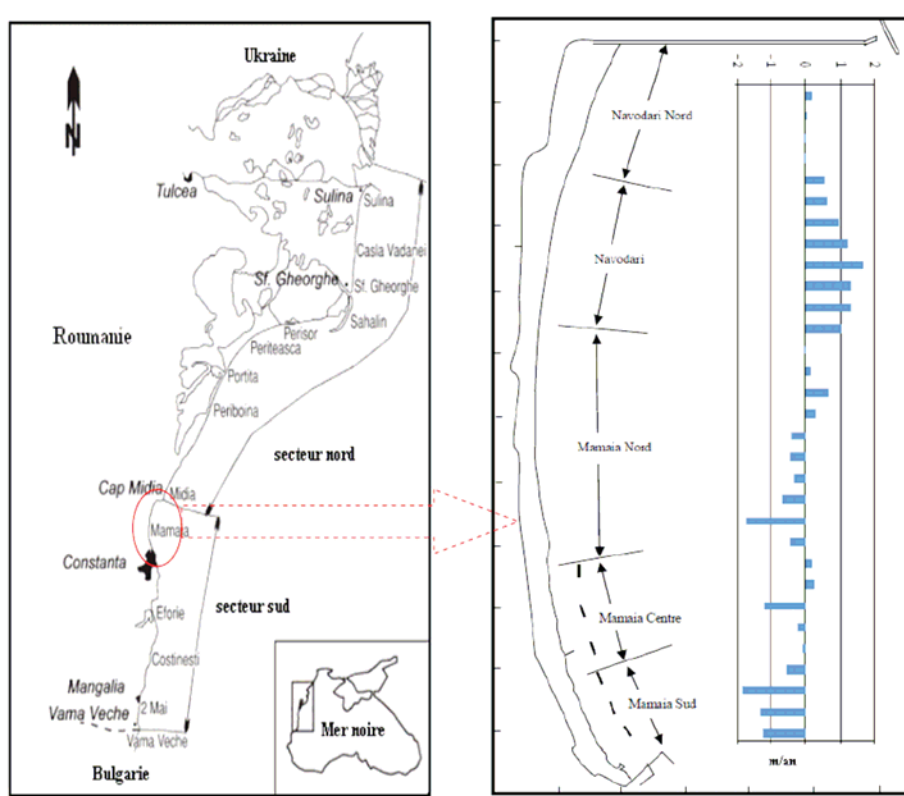 Ukraine
N
Tulcea
Sulina
Sulina
Casla Vadanei
Sf. Gheorghe
Sf. Gheorghe
Sahalin
Perisor
Periteasca
Roumanie
Portita
Periboina
secteur nord
Cap Midia
Midia
Mamaia
Constanta
secteur sud
Eforie
Costinesti
Mangalia
2 Mai
Vama Veche
Vama Veche
Bulgarie
Mer noire
-2 -1 0 1 2
Navodari Nord
Navodari
Mamaia Nord
Mamaia Centre
Mamaia Sud
m/an